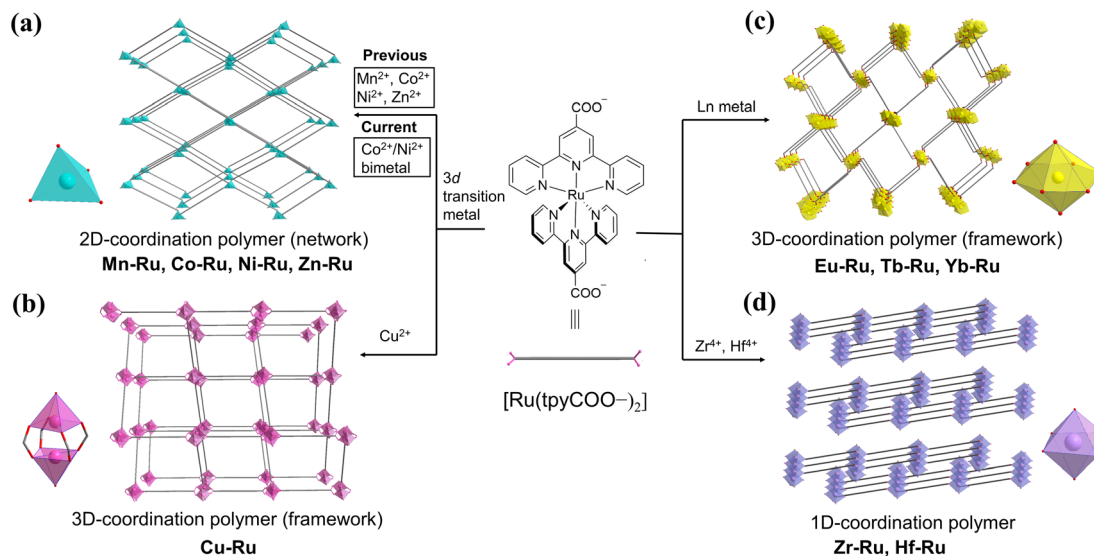 (a)
Previous
Mn²⁺, Co²⁺
Ni²⁺, Zn²⁺
Current
Co²⁺/Ni²⁺
bimetal
3d
transition
metal
2D-coordination polymer (network)
Mn-Ru, Co-Ru, Ni-Ru, Zn-Ru
(b)
Cu²⁺
3D-coordination polymer (framework)
Cu-Ru
COO⁻
N
N
N
Ru
N
N
N
COO⁻
[Ru(tpyCOO−)₂]
(c)
Ln metal
3D-coordination polymer (framework)
Eu-Ru, Tb-Ru, Yb-Ru
(d)
Zr⁴⁺, Hf⁴⁺
1D-coordination polymer
Zr-Ru, Hf-Ru